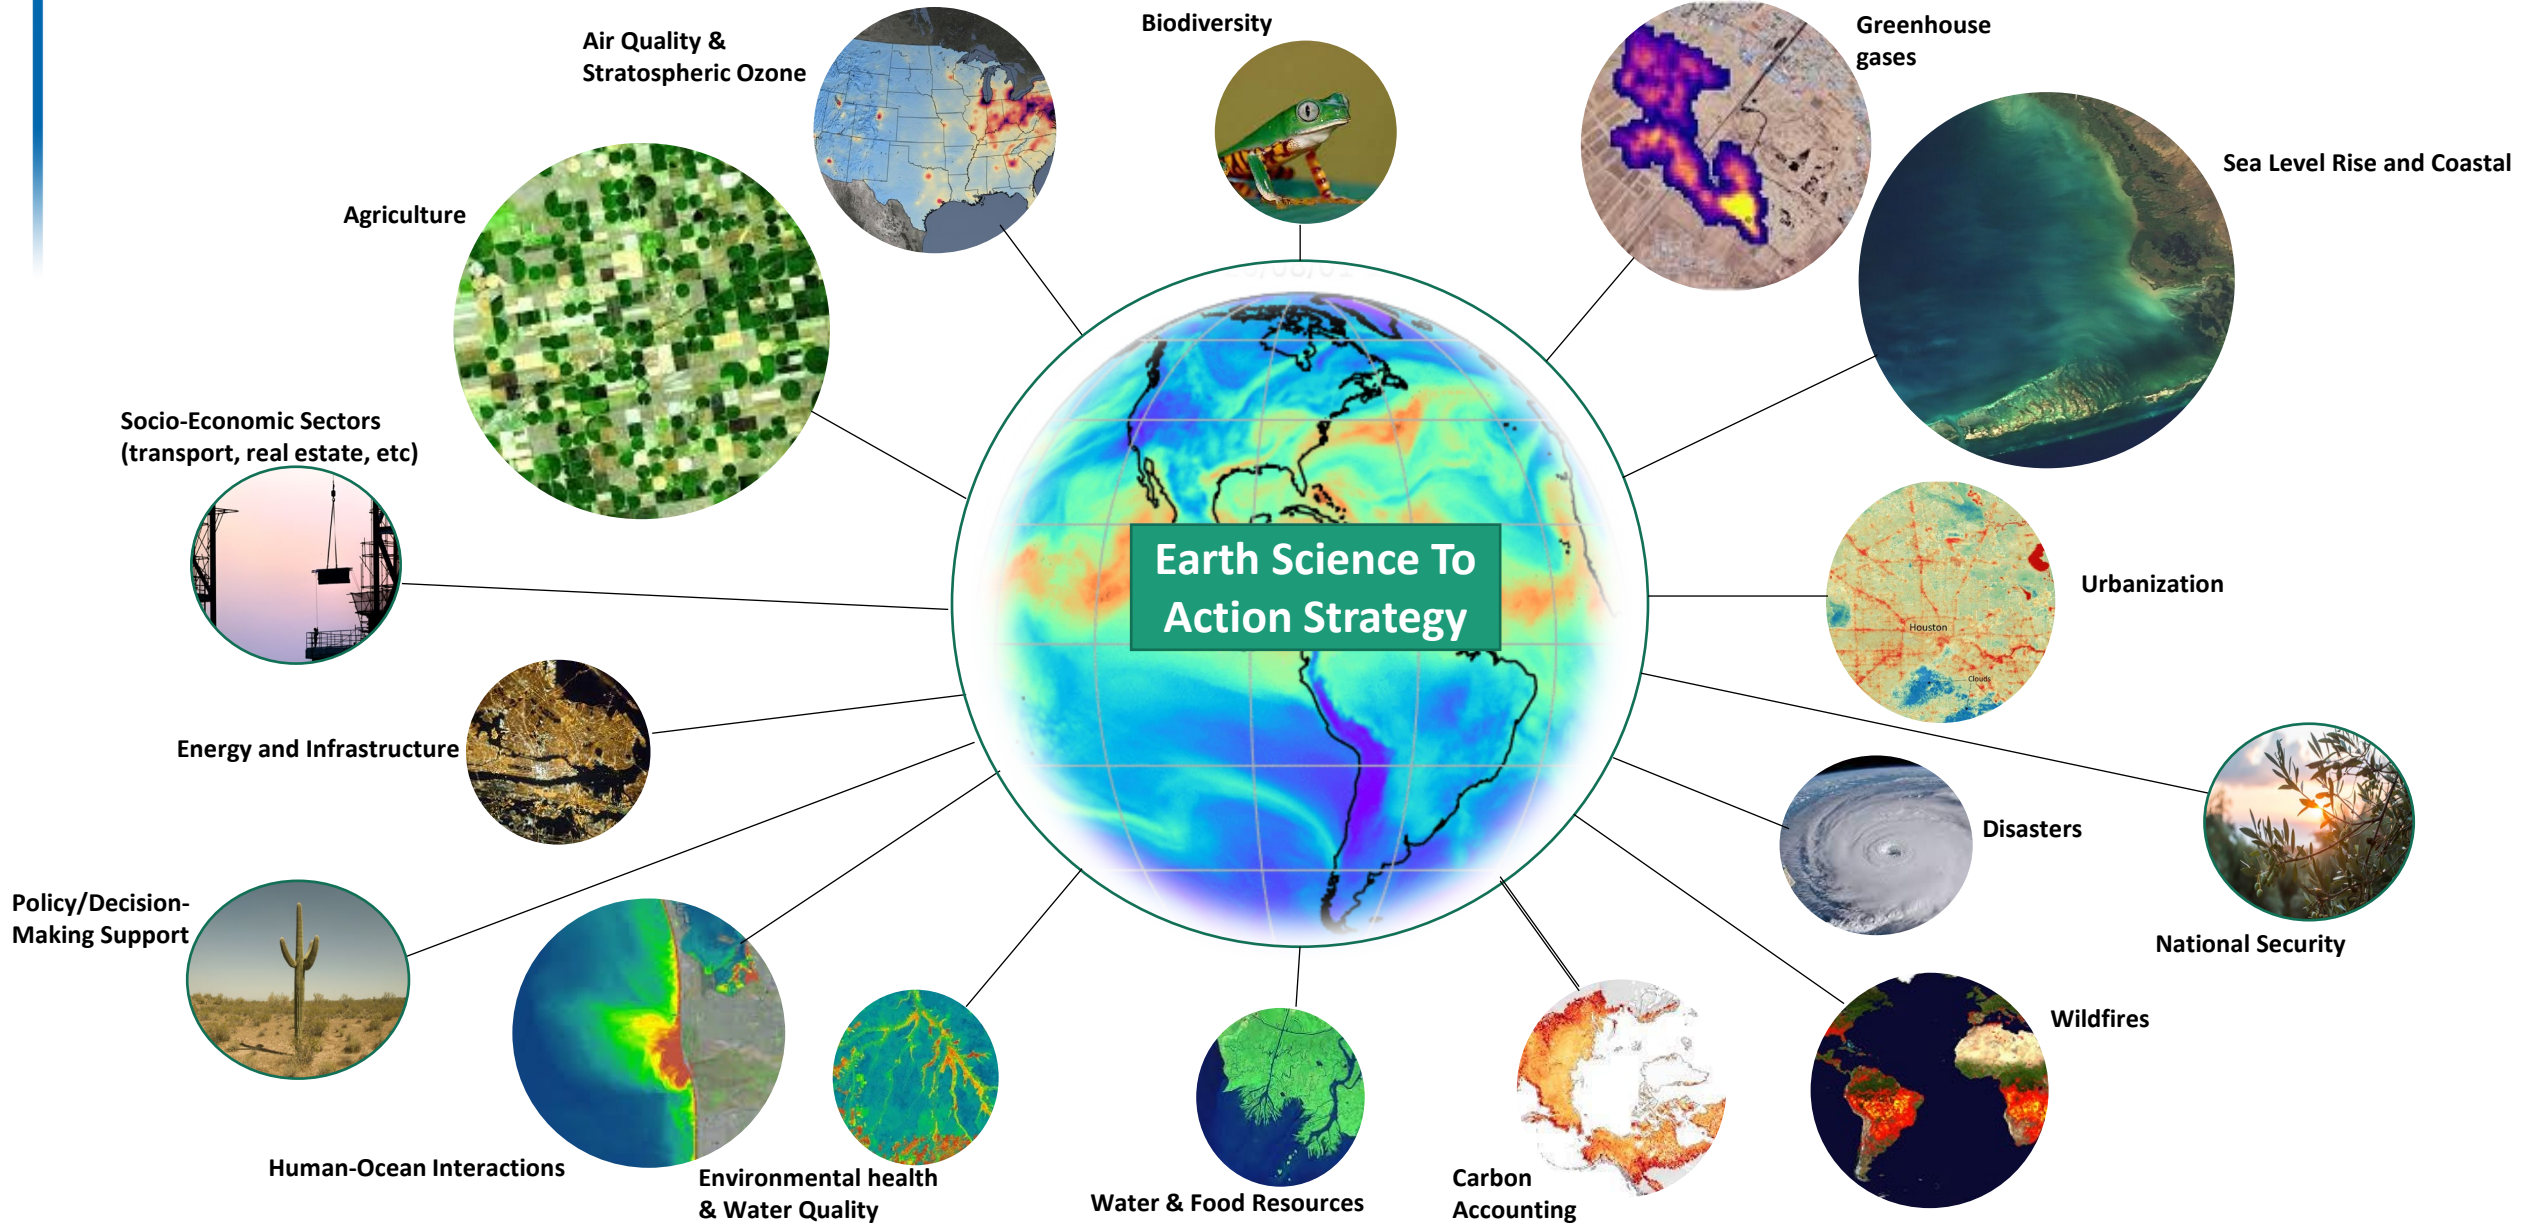 Biodiversity
Greenhouse
gases
Air Quality &
Stratospheric Ozone
Sea Level Rise and Coastal
Agriculture
Socio-Economic Sectors
(transport, real estate, etc)
Earth Science To
Action Strategy
Urbanization
Houston
Clouds
Energy and Infrastructure
Disasters
Policy/Decision-
Making Support
National Security
Wildfires
Human-Ocean Interactions
Environmental health
& Water Quality
Water & Food Resources
Carbon
Accounting